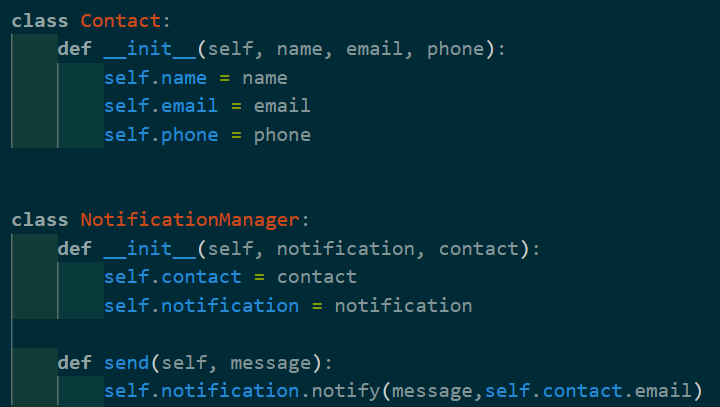 class Contact:
    def __init__(self, name, email, phone):
        self.name = name
        self.email = email
        self.phone = phone
class NotificationManager:
    def __init__(self, notification, contact):
        self.contact = contact
        self.notification = notification
    def send(self, message):
        self.notification.notify(message,self.contact.email)